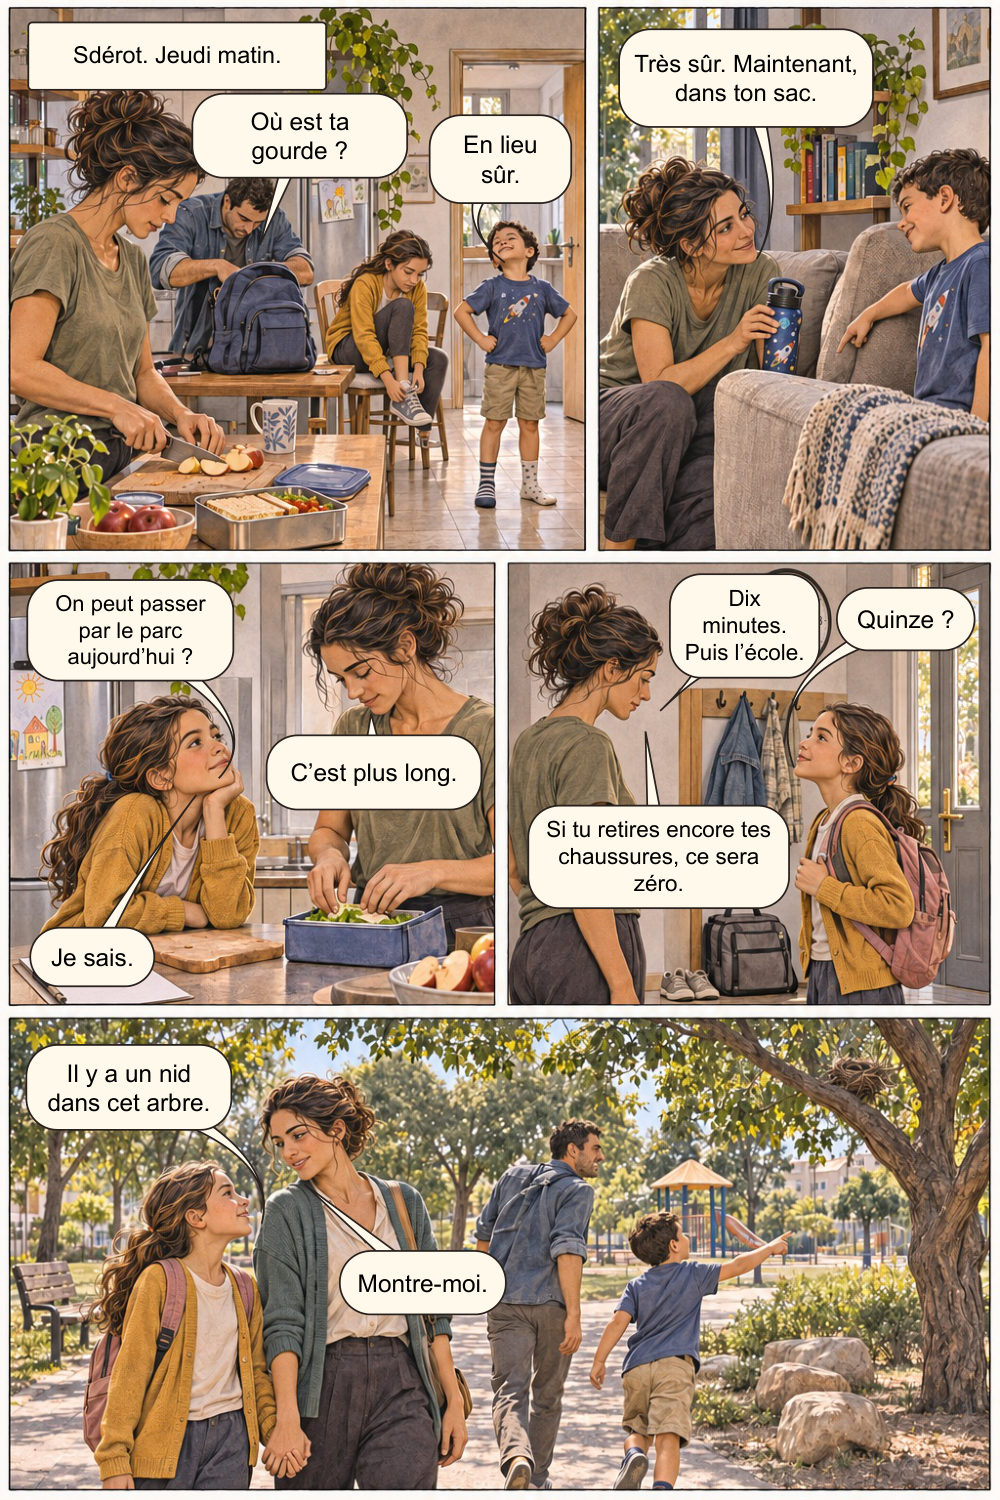 Sdérot. Jeudi matin.
Où est ta
gourde ?
En lieu
sûr.
Très sûr. Maintenant,
dans ton sac.
On peut passer
par le parc
aujourd’hui ?
C’est plus long.
Je sais.
Dix
minutes.
Puis l’école.
Quinze ?
Si tu retires encore tes
chaussures, ce sera
zéro.
Il y a un nid
dans cet arbre.
Montre-moi.